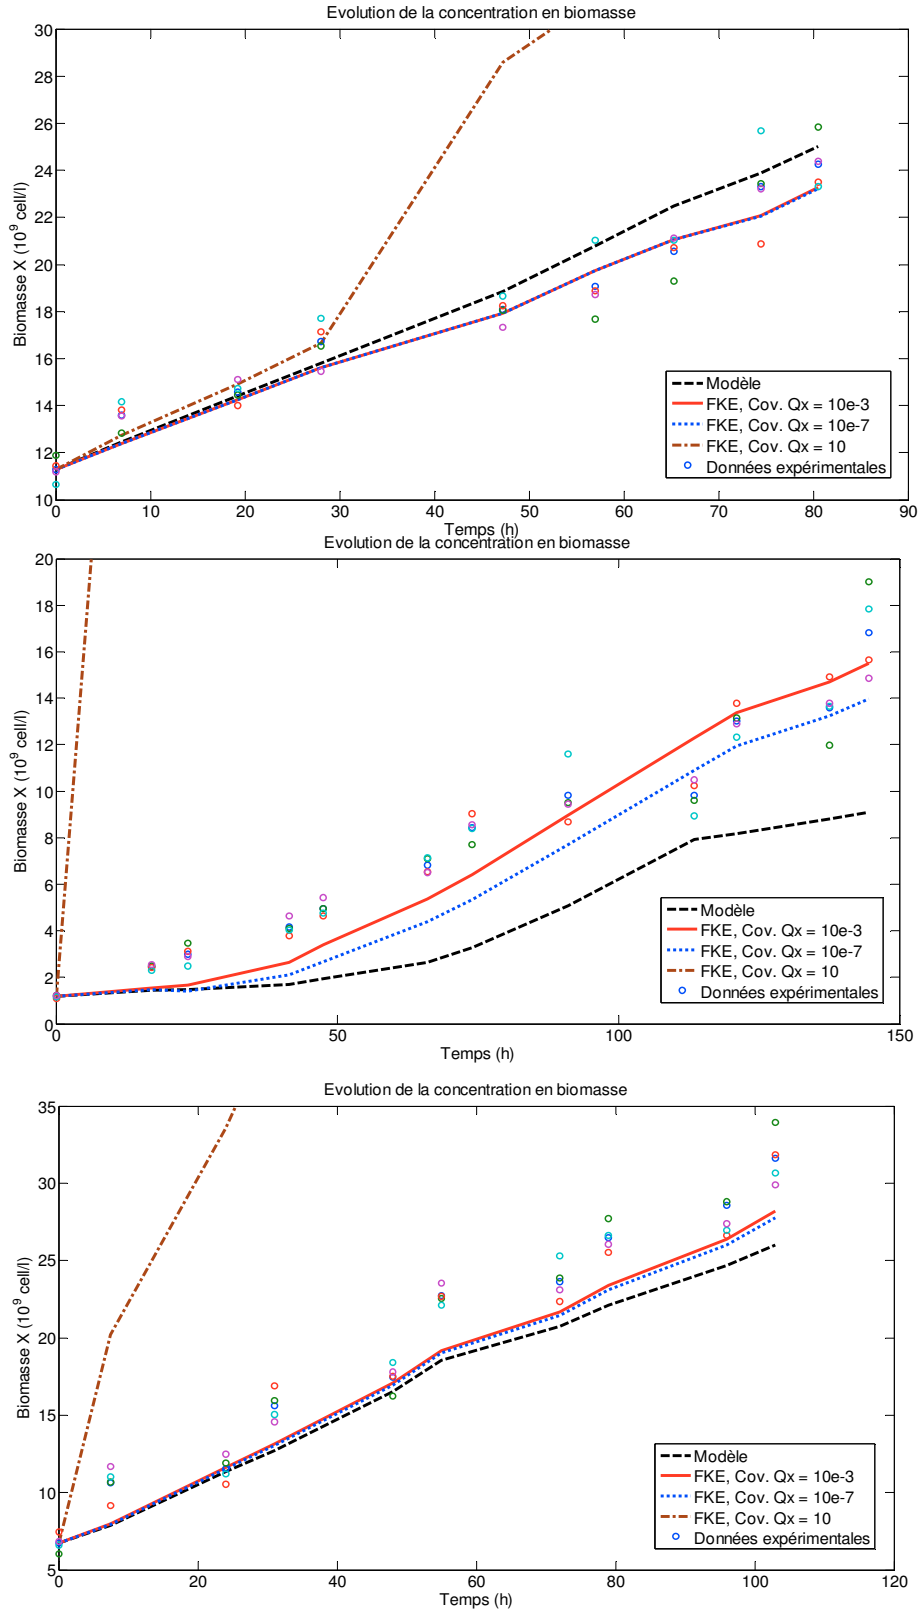 Evolution de la concentration en biomasse
Biomasse X (10^9 cell/l)
30
28
26
24
22
20
18
16
14
12
10
0 10 20 30 40 50 60 70 80 90
Temps (h)
Modèle
FKE, Cov. Qx = 10e-3
FKE, Cov. Qx = 10e-7
FKE, Cov. Qx = 10
Données expérimentales
Evolution de la concentration en biomasse
Biomasse X (10^9 cell/l)
20
18
16
14
12
10
8
6
4
2
0
0 50 100 150
Temps (h)
Modèle
FKE, Cov. Qx = 10e-3
FKE, Cov. Qx = 10e-7
FKE, Cov. Qx = 10
Données expérimentales
Evolution de la concentration en biomasse
Biomasse X (10^9 cell/l)
35
30
25
20
15
10
5
0 20 40 60 80 100 120
Temps (h)
Modèle
FKE, Cov. Qx = 10e-3
FKE, Cov. Qx = 10e-7
FKE, Cov. Qx = 10
Données expérimentales